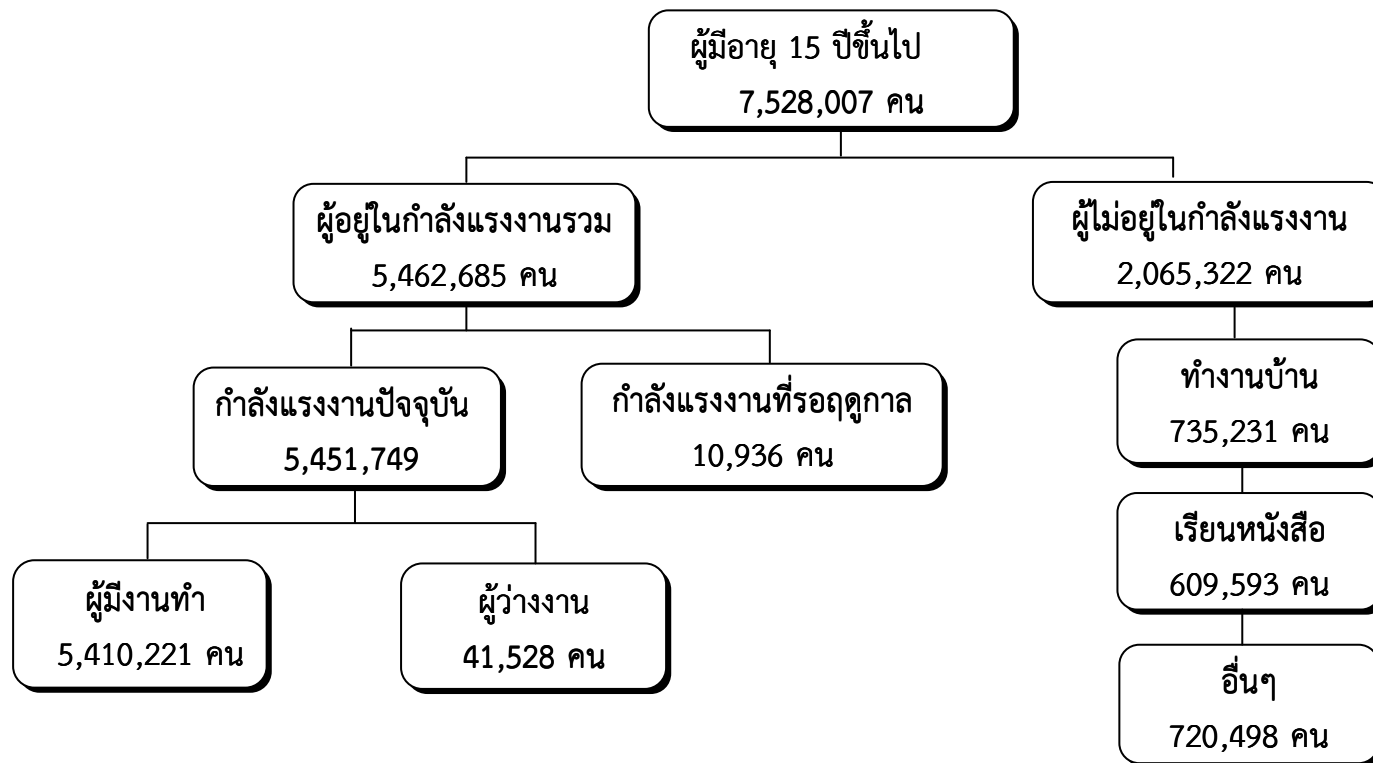 ผู้มีอายุ 15 ปีขึ้นไป
7,528,007 คน
ผู้อยู่ในกำลังแรงงานรวม
5,462,685 คน
ผู้ไม่อยู่ในกำลังแรงงาน
2,065,322 คน
กำลังแรงงานปัจจุบัน
5,451,749
กำลังแรงงานที่รอฤดูกาล
10,936 คน
ทำงานบ้าน
735,231 คน
เรียนหนังสือ
609,593 คน
ผู้มีงานทำ
5,410,221 คน
ผู้ว่างงาน
41,528 คน
อื่นๆ
720,498 คน